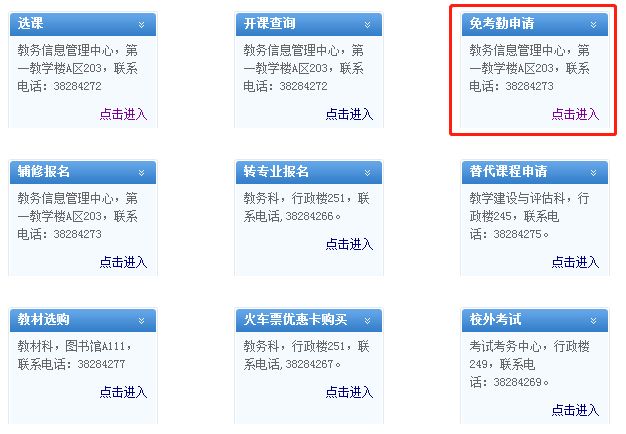 选课
教务信息管理中心，第
一教学楼A区203，联系
电话：38284272
点击进入
开课查询
教务信息管理中心，第
一教学楼A区203，联系
电话：38284272
点击进入
免考勤申请
教务信息管理中心，第
一教学楼A区203，联系
电话：38284273
点击进入
辅修报名
教务信息管理中心，第
一教学楼A区203，联系
电话：38284273
点击进入
转专业报名
教务科，行政楼251，联
系电话,38284266。
点击进入
替代课程申请
教学建设与评估科，行
政楼245，联系电
话：38284275。
点击进入
教材选购
教材科，图书馆A111，
联系电话：38284277
点击进入
火车票优惠卡购买
教务科，行政楼251，联
系电话,38284267。
点击进入
校外考试
考试考务中心，行政楼
249，联系电
话：38284269。
点击进入